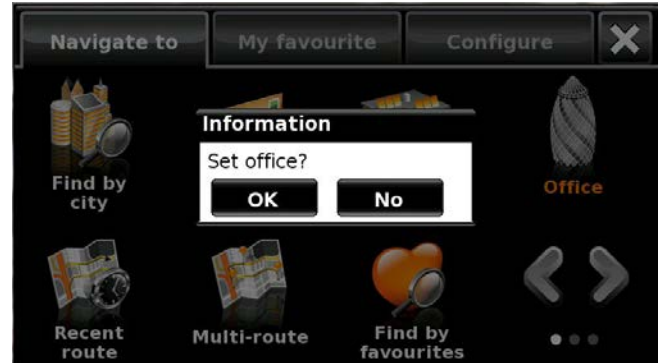 Navigate to
My favourite
Configure
Information
Set office?
OK
No
Find by
city
Office
Recent
route
Multi-route
Find by
favourites